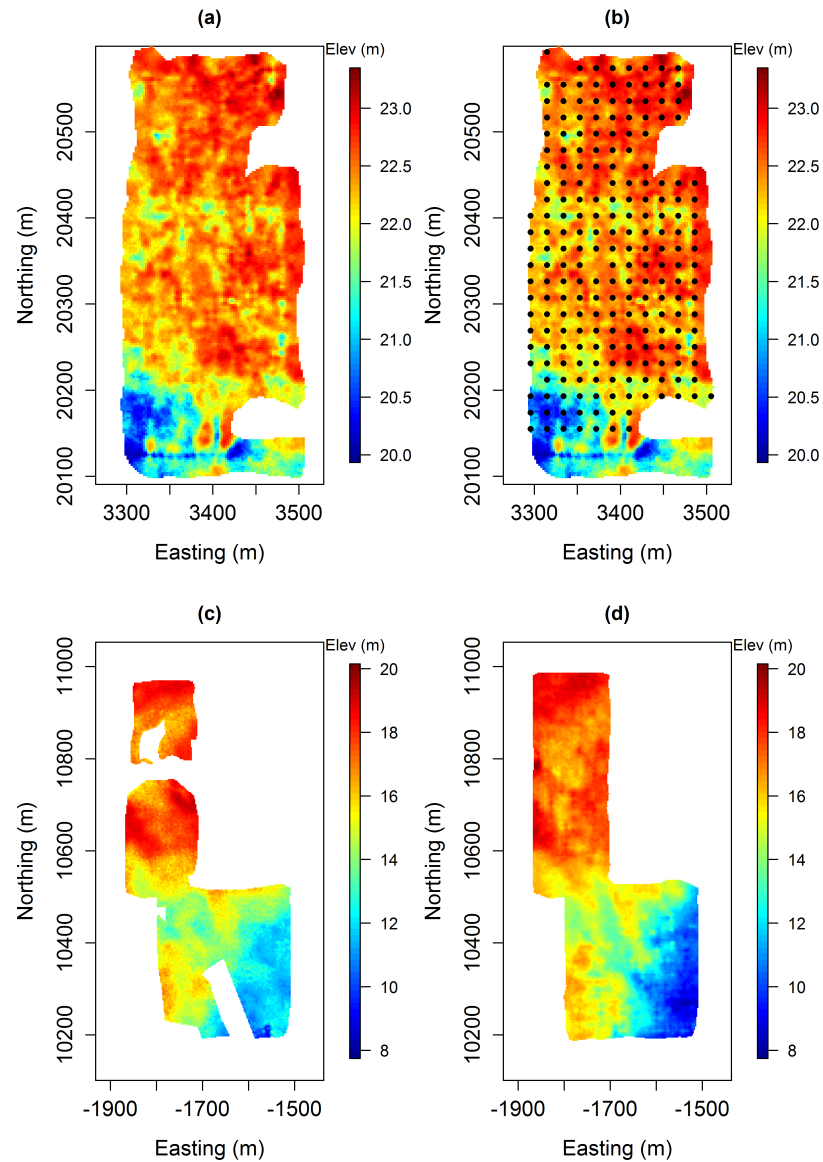 (a)
Elev (m)
23.0
22.5
22.0
21.5
21.0
20.5
20.0
20500
20400
20300
20200
20100
Northing (m)
3300 3400 3500
Easting (m)
(b)
Elev (m)
23.0
22.5
22.0
21.5
21.0
20.5
20.0
20500
20400
20300
20200
20100
Northing (m)
3300 3400 3500
Easting (m)
(c)
Elev (m)
20
18
16
14
12
10
8
11000
10800
10600
10400
10200
Northing (m)
-1900 -1700 -1500
Easting (m)
(d)
Elev (m)
20
18
16
14
12
10
8
11000
10800
10600
10400
10200
Northing (m)
-1900 -1700 -1500
Easting (m)